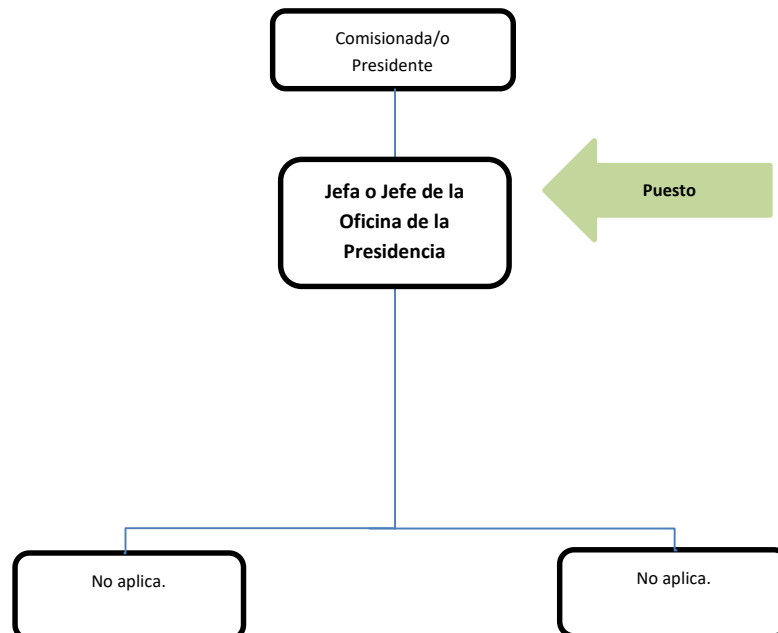 Comisionada/o
Presidente
Jefa o Jefe de la
Oficina de la
Presidencia
Puesto
No aplica.
No aplica.